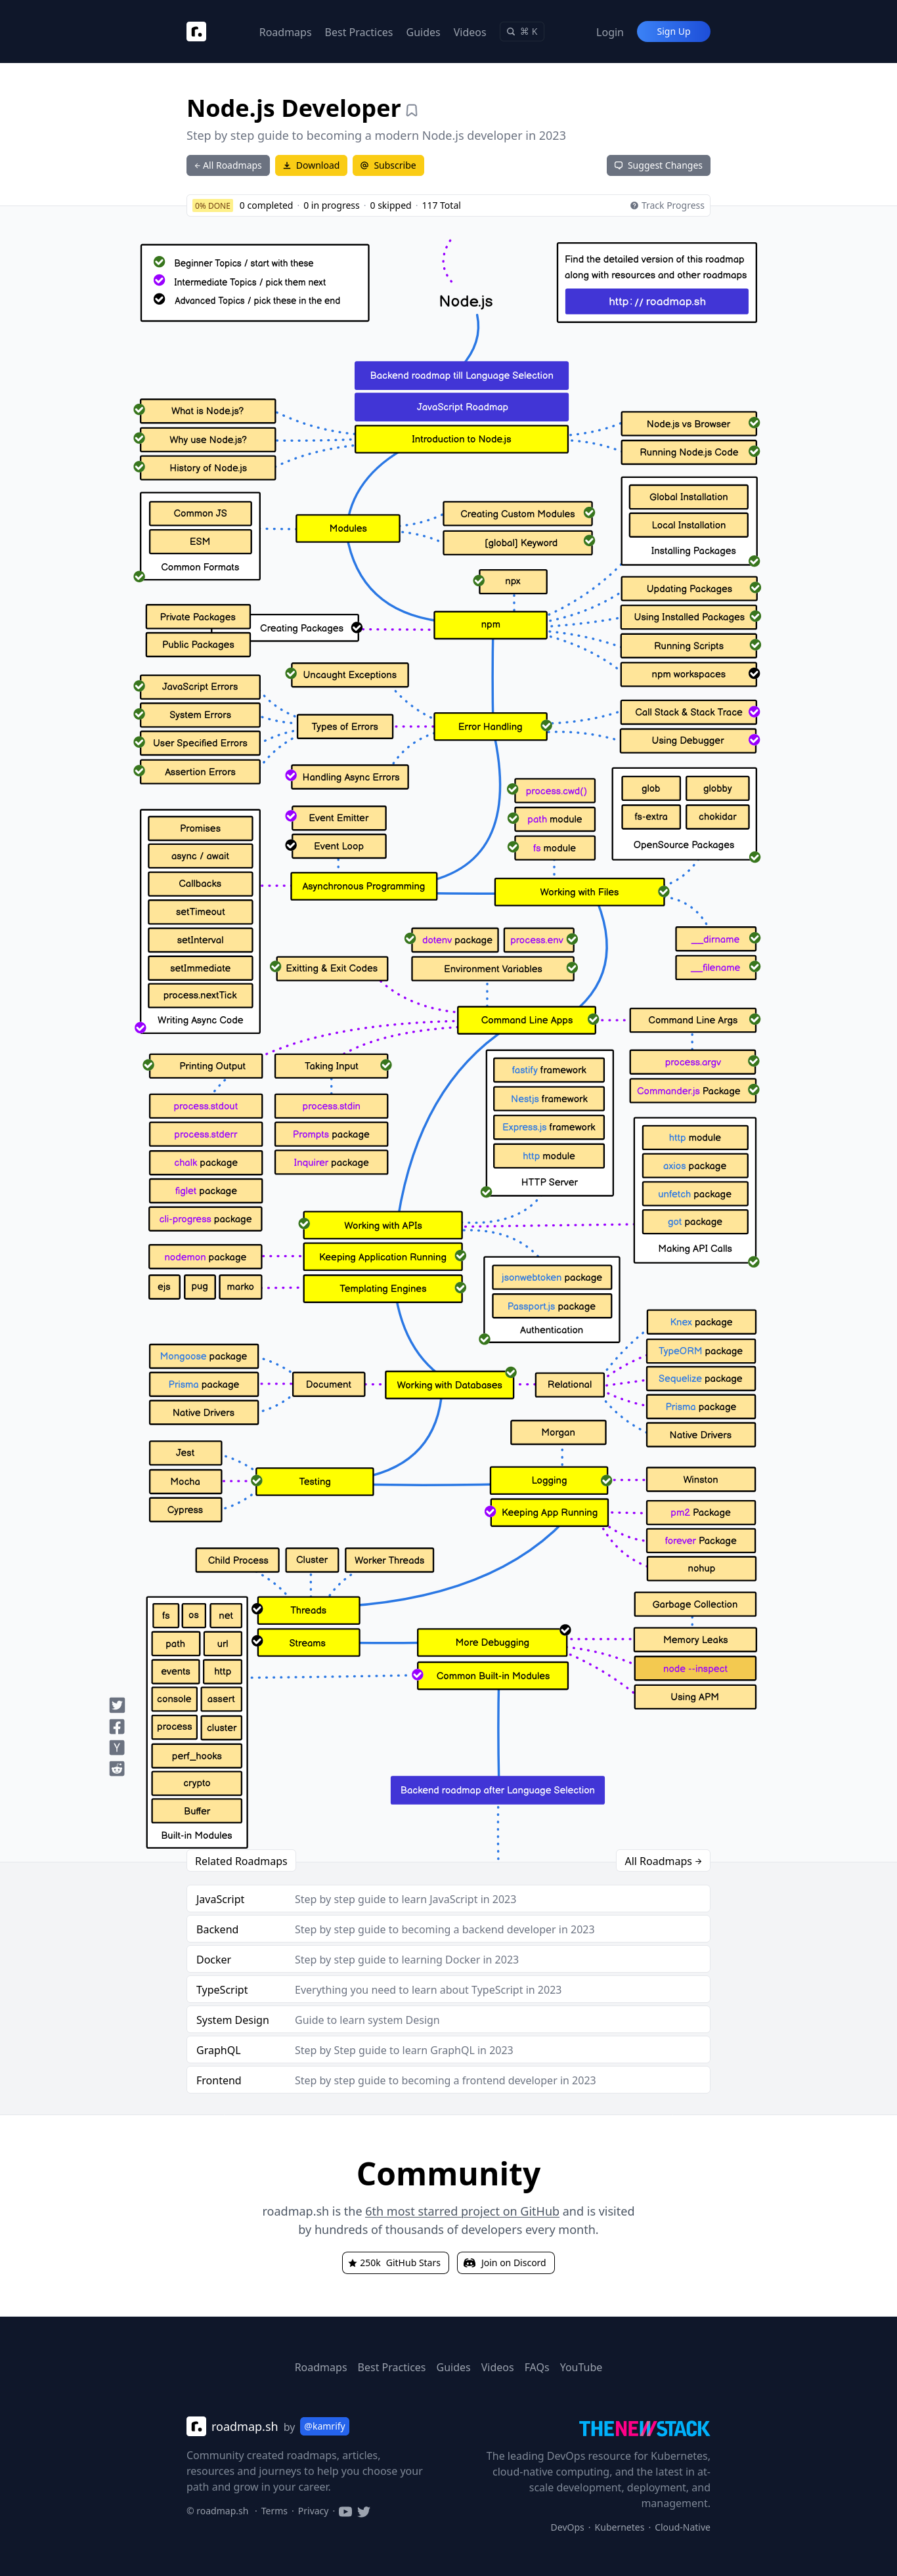 r.
Roadmaps Best Practices Guides Videos ⌘ K Login Sign Up
Node.js Developer
Step by step guide to becoming a modern Node.js developer in 2023
← All Roadmaps Download Subscribe Suggest Changes
0% DONE 0 completed · 0 in progress · 0 skipped · 117 Total Track Progress
Beginner Topics / start with these
Intermediate Topics / pick them next
Advanced Topics / pick these in the end
Node.js
Find the detailed version of this roadmap
along with resources and other roadmaps
http://roadmap.sh
Backend roadmap till Language Selection
JavaScript Roadmap
Introduction to Node.js
What is Node.js?
Why use Node.js?
History of Node.js
Node.js vs Browser
Running Node.js Code
Common JS
ESM
Common Formats
Modules
Creating Custom Modules
[global] Keyword
Global Installation
Local Installation
Installing Packages
npx
npm
Updating Packages
Using Installed Packages
Running Scripts
npm workspaces
Private Packages
Public Packages
Creating Packages
Uncaught Exceptions
JavaScript Errors
System Errors
User Specified Errors
Assertion Errors
Types of Errors
Error Handling
Handling Async Errors
Call Stack & Stack Trace
Using Debugger
process.cwd()
path module
fs module
glob globby
fs-extra chokidar
OpenSource Packages
Event Emitter
Event Loop
Asynchronous Programming
Working with Files
Promises
async / await
Callbacks
setTimeout
setInterval
setImmediate
process.nextTick
Writing Async Code
__dirname
__filename
dotenv package process.env
Environment Variables
Exitting & Exit Codes
Command Line Apps
Command Line Args
process.argv
Commander.js Package
Printing Output
Taking Input
process.stdout
process.stderr
chalk package
figlet package
cli-progress package
process.stdin
Prompts package
Inquirer package
fastify framework
Nestjs framework
Express.js framework
http module
HTTP Server
http module
axios package
unfetch package
got package
Making API Calls
Working with APIs
Keeping Application Running
Templating Engines
nodemon package
ejs pug marko
jsonwebtoken package
Passport.js package
Authentication
Mongoose package
Prisma package
Native Drivers
Document
Working with Databases
Relational
Knex package
TypeORM package
Sequelize package
Prisma package
Native Drivers
Morgan
Jest
Mocha
Cypress
Testing
Logging
Winston
Keeping App Running
pm2 Package
forever Package
nohup
Child Process Cluster Worker Threads
Threads
Streams
More Debugging
Common Built-in Modules
Garbage Collection
Memory Leaks
node --inspect
Using APM
fs os net
path url
events http
console assert
process cluster
perf_hooks
crypto
Buffer
Built-in Modules
Backend roadmap after Language Selection
Related Roadmaps All Roadmaps →
JavaScript Step by step guide to learn JavaScript in 2023
Backend Step by step guide to becoming a backend developer in 2023
Docker Step by step guide to learning Docker in 2023
TypeScript Everything you need to learn about TypeScript in 2023
System Design Guide to learn system Design
GraphQL Step by Step guide to learn GraphQL in 2023
Frontend Step by step guide to becoming a frontend developer in 2023
Community
roadmap.sh is the 6th most starred project on GitHub and is visited
by hundreds of thousands of developers every month.
250k GitHub Stars Join on Discord
Roadmaps Best Practices Guides Videos FAQs YouTube
r. roadmap.sh by @kamrify
Community created roadmaps, articles,
resources and journeys to help you choose your
path and grow in your career.
© roadmap.sh · Terms · Privacy ·
THENEWSTACK
The leading DevOps resource for Kubernetes,
cloud-native computing, and the latest in at-
scale development, deployment, and
management.
DevOps · Kubernetes · Cloud-Native